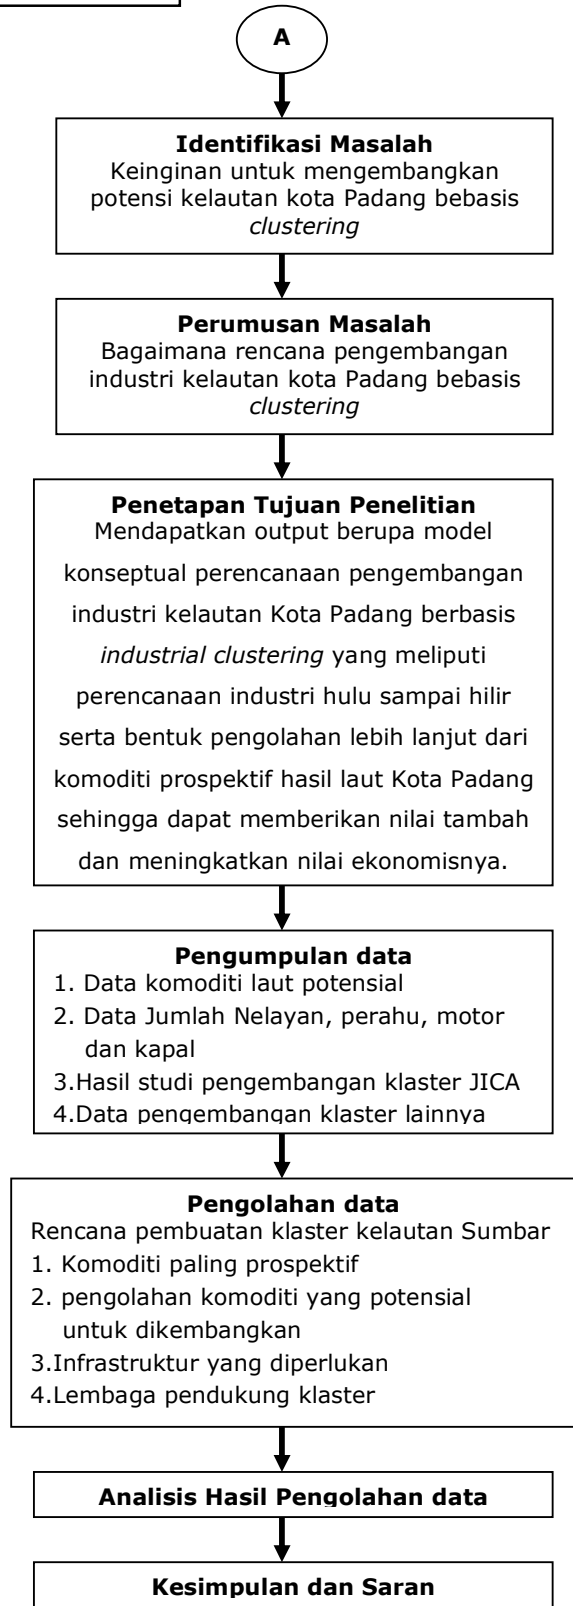 A
Identifikasi Masalah
Keinginan untuk mengembangkan
potensi kelautan kota Padang bebasis
clustering
Perumusan Masalah
Bagaimana rencana pengembangan
industri kelautan kota Padang bebasis
clustering
Penetapan Tujuan Penelitian
Mendapatkan output berupa model
konseptual perencanaan pengembangan
industri kelautan Kota Padang berbasis
industrial clustering yang meliputi
perencanaan industri hulu sampai hilir
serta bentuk pengolahan lebih lanjut dari
komoditi prospektif hasil laut Kota Padang
sehingga dapat memberikan nilai tambah
dan meningkatkan nilai ekonomisnya.
Pengumpulan data
1. Data komoditi laut potensial
2. Data Jumlah Nelayan, perahu, motor
dan kapal
3.Hasil studi pengembangan klaster JICA
4.Data pengembangan klaster lainnya
Pengolahan data
Rencana pembuatan klaster kelautan Sumbar
1. Komoditi paling prospektif
2. pengolahan komoditi yang potensial
untuk dikembangkan
3.Infrastruktur yang diperlukan
4.Lembaga pendukung klaster
Analisis Hasil Pengolahan data
Kesimpulan dan Saran